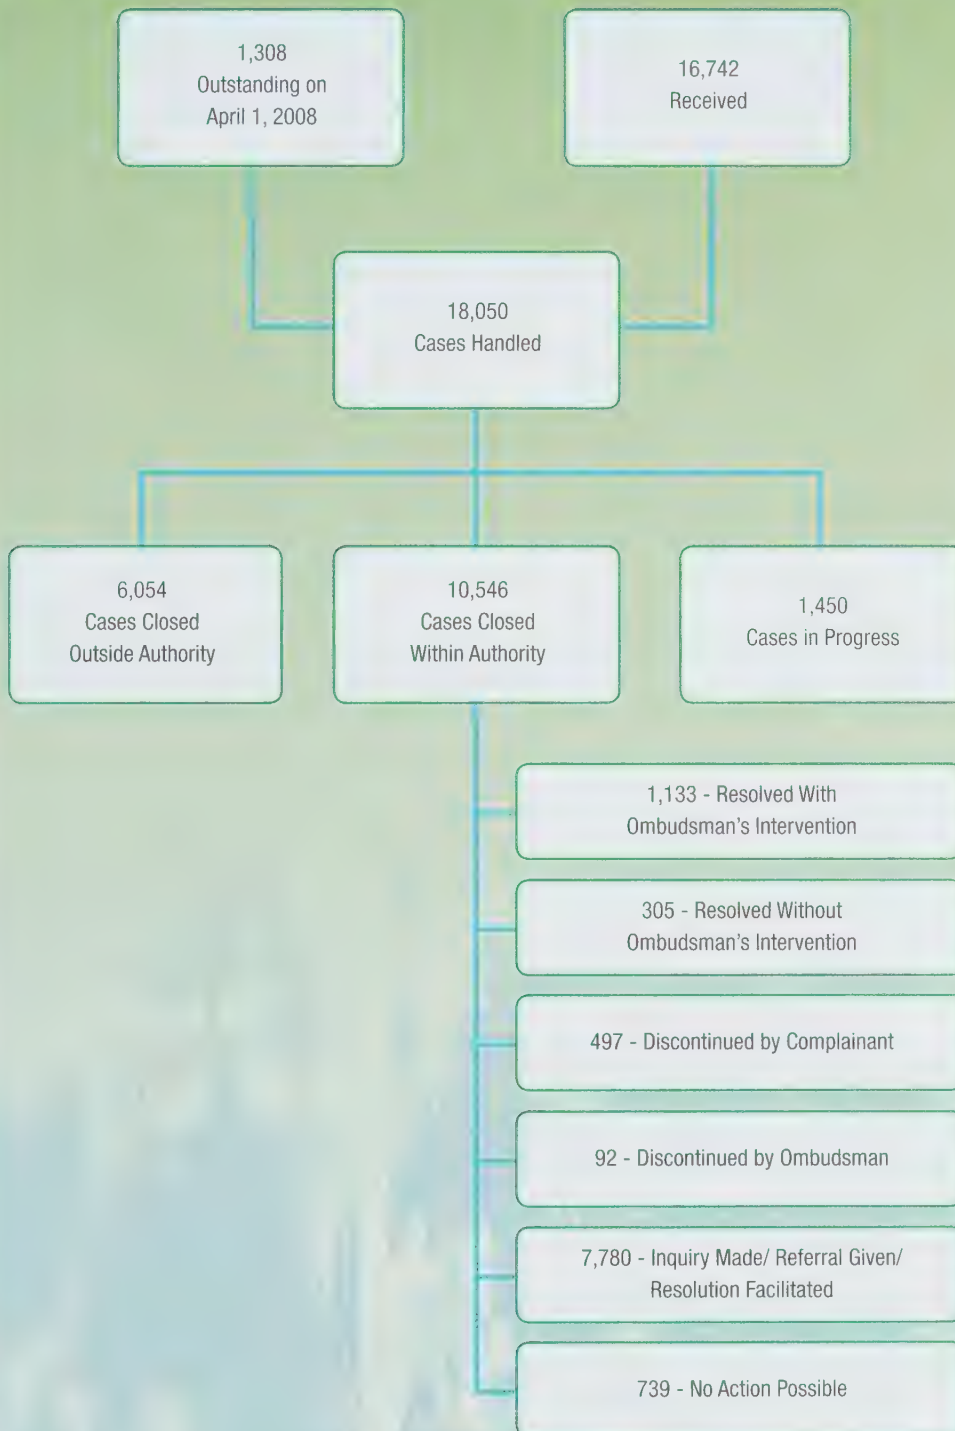 1,308
Outstanding on
April 1, 2008
16,742
Received
18,050
Cases Handled
6,054
Cases Closed
Outside Authority
10,546
Cases Closed
Within Authority
1,450
Cases in Progress
1,133 - Resolved With
Ombudsman's Intervention
305 - Resolved Without
Ombudsman's Intervention
497 - Discontinued by Complainant
92 - Discontinued by Ombudsman
7,780 - Inquiry Made/ Referral Given/
Resolution Facilitated
739 - No Action Possible